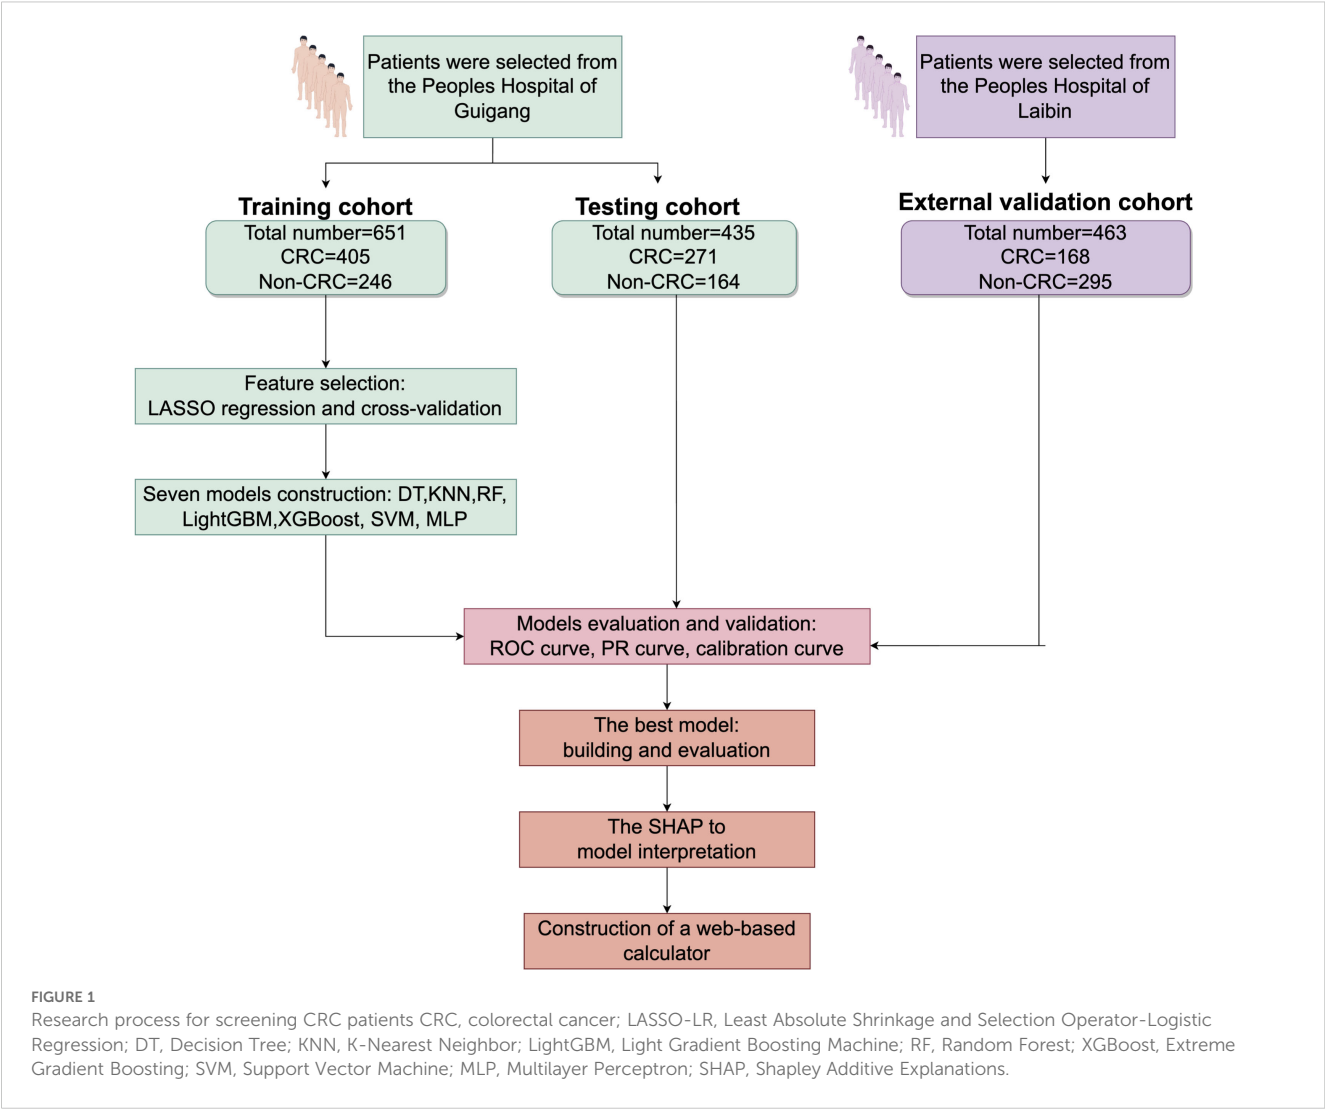 Patients were selected from
the Peoples Hospital of
Guigang
Patients were selected from
the Peoples Hospital of
Laibin
Training cohort
Total number=651
CRC=405
Non-CRC=246
Testing cohort
Total number=435
CRC=271
Non-CRC=164
External validation cohort
Total number=463
CRC=168
Non-CRC=295
Feature selection:
LASSO regression and cross-validation
Seven models construction: DT,KNN,RF,
LightGBM,XGBoost, SVM, MLP
Models evaluation and validation:
ROC curve, PR curve, calibration curve
The best model:
building and evaluation
The SHAP to
model interpretation
Construction of a web-based
calculator
FIGURE 1
Research process for screening CRC patients CRC, colorectal cancer; LASSO-LR, Least Absolute Shrinkage and Selection Operator-Logistic
Regression; DT, Decision Tree; KNN, K-Nearest Neighbor; LightGBM, Light Gradient Boosting Machine; RF, Random Forest; XGBoost, Extreme
Gradient Boosting; SVM, Support Vector Machine; MLP, Multilayer Perceptron; SHAP, Shapley Additive Explanations.